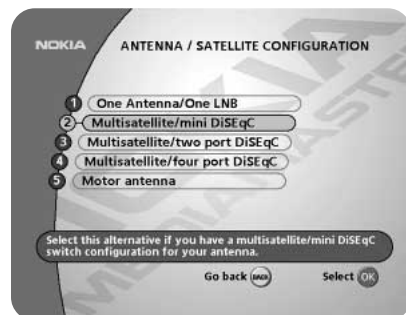 NOKIA
ANTENNA / SATELLITE CONFIGURATION
1 One Antenna/One LNB
2 Multisatellite/mini DiSEqC
3 Multisatellite/two port DiSEqC
4 Multisatellite/four port DiSEqC
5 Motor antenna
Select this alternative if you have a multisatellite/mini DiSEqC
switch configuration for your antenna.
Go back BACK Select OK
NOKIA
MEDIAMASTER